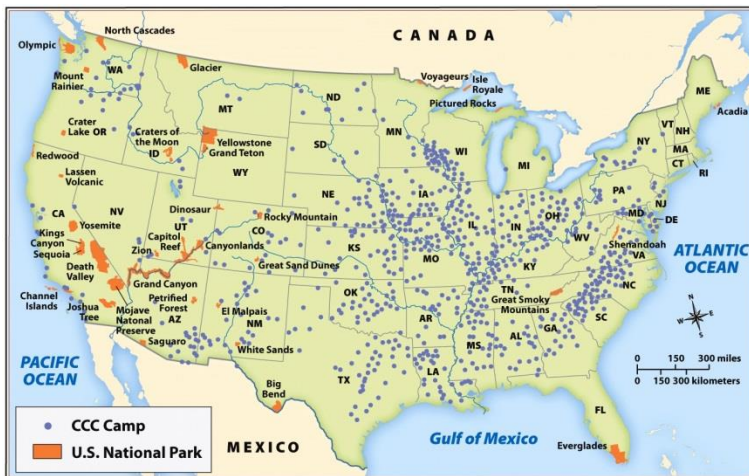 North Cascades
CANADA
Olympic
WA
Glacier
Voyageurs
Isle
Royale
Mount
Rainier
Pictured Rocks
ME
MT
ND
MN
Acadia
Crater
Lake
OR
Craters of
the Moon
ID
Yellowstone
Grand Teton
SD
WI
MI
VT
NH
NY
MA
CT
RI
Redwood
WY
Lassen
Volcanic
NE
IA
PA
NJ
CA
NV
Dinosaur
Rocky Mountain
IL
IN
OH
MD
DE
Yosemite
UT
Kings
Canyon
Sequoia
Capitol
Reef
Zion
Canyonlands
CO
KS
MO
WV
Shenandoah
VA
KY
ATLANTIC
OCEAN
Death
Valley
Great Sand Dunes
Grand Canyon
TN
Great Smoky
Mountains
NC
Channel
Islands
Joshua
Tree
Mojave
National
Preserve
Petrified
Forest
AZ
El Malpais
NM
OK
AR
SC
N
W
E
S
Saguaro
White Sands
MS
AL
GA
0 150 300 miles
0 150 300 kilometers
PACIFIC
OCEAN
TX
LA
Big
Bend
FL
CCC Camp
U.S. National Park
MEXICO
Gulf of Mexico
Everglades